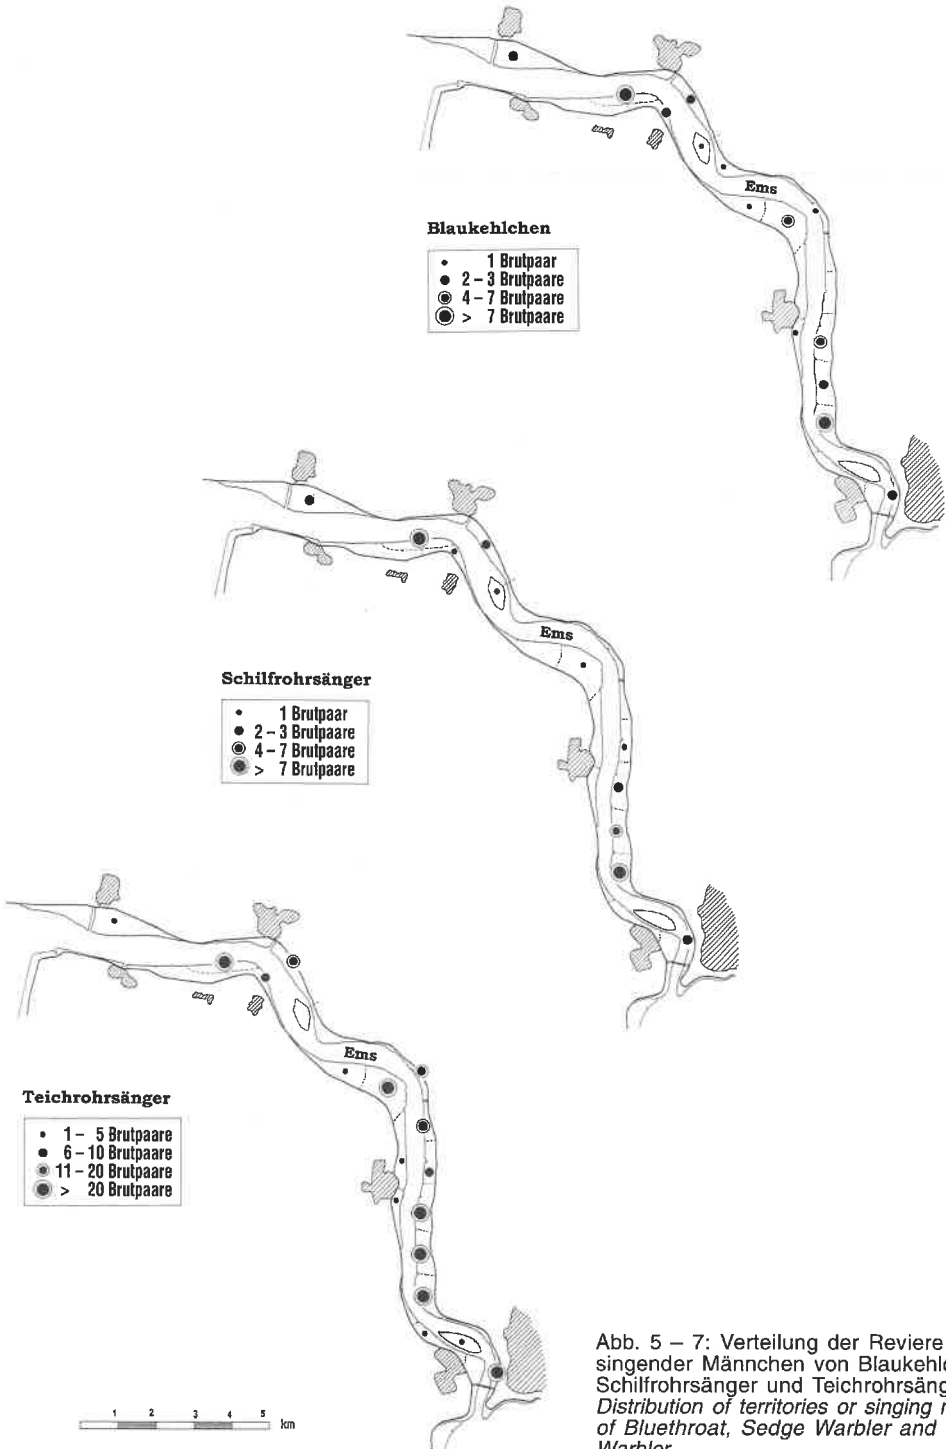 Ems
Blaukehlchen
1 Brutpaar
2 – 3 Brutpaare
4 – 7 Brutpaare
> 7 Brutpaare
Ems
Schilfrohrsänger
1 Brutpaar
2 – 3 Brutpaare
4 – 7 Brutpaare
> 7 Brutpaare
Ems
Teichrohrsänger
1 – 5 Brutpaare
6 – 10 Brutpaare
11 – 20 Brutpaare
> 20 Brutpaare
1 2 3 4 5 km
Abb. 5 – 7: Verteilung der Reviere
singender Männchen von
Schilfrohrsänger und
Distribution of territories or singing
of Bluethroat, Sedge Warbler and
Warbler